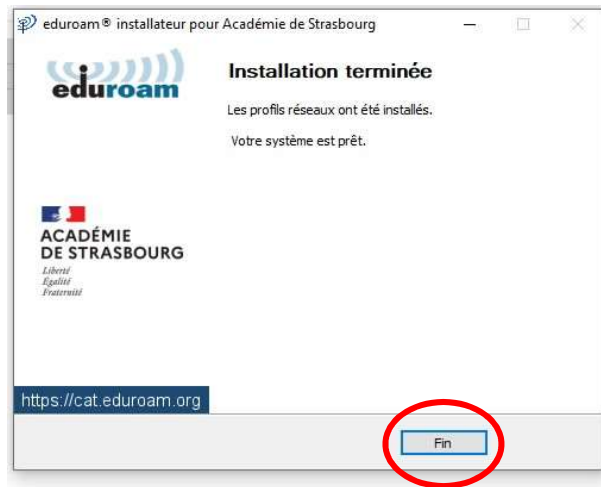 eduroam® installateur pour Académie de Strasbourg
eduroam
Installation terminée
Les profils réseaux ont été installés.
Votre système est prêt.
ACADÉMIE
DE STRASBOURG
Liberté
Égalité
Fraternité
https://cat.eduroam.org
Fin